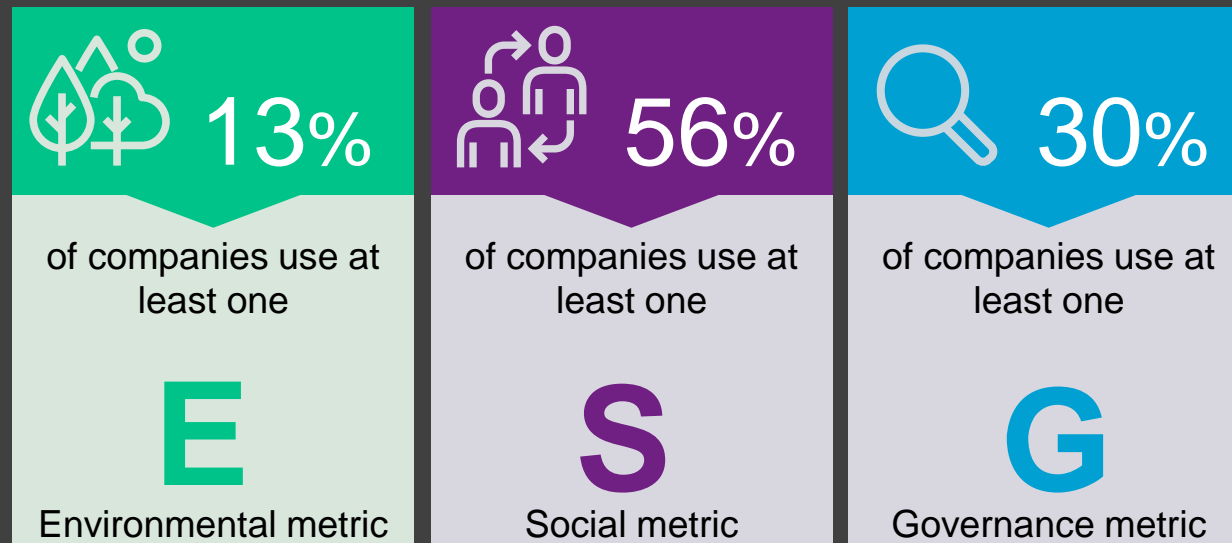 13%
of companies use at
least one
E
Environmental metric
56%
of companies use at
least one
S
Social metric
30%
of companies use at
least one
G
Governance metric